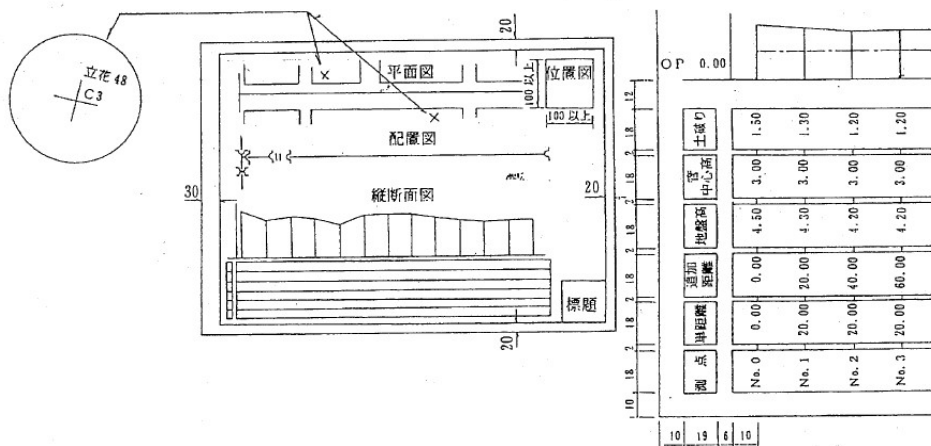 立花 48
C3
20
平面図
位置図
100 以上
100 以上
配置図
30
20
縦断面図
標題
20
OP 0.00
12
18
2
18
2
18
2
18
2
18
2
18
10
土被り 1.50 1.30 1.20 1.20
管中心高 3.00 3.00 3.00 3.00
地盤高 4.50 4.30 4.20 4.20
追加距離 0.00 20.00 40.00 60.00
単距離 0.00 20.00 20.00 20.00
測点 No.0 No.1 No.2 No.3
10 19 6 10